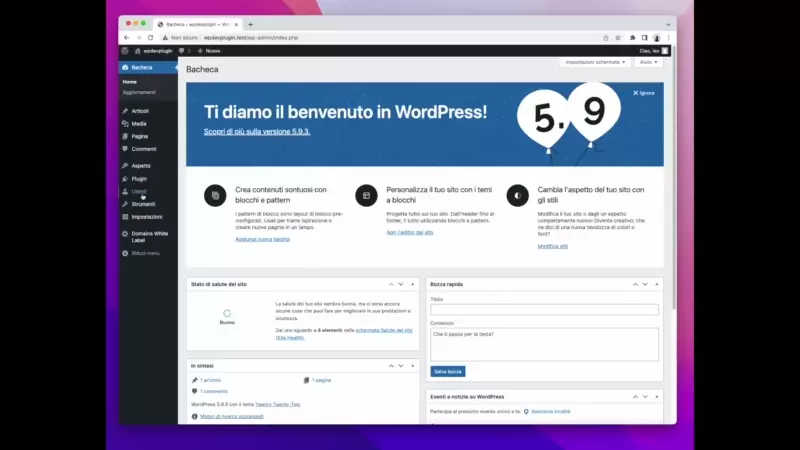 Bacheca ‹ wpdevplugin — Word
Non sicuro
wpdevplugin.test/wp-admin/index.php
wpdevplugin
0
+ Nuovo
Ciao, leo
Bacheca
Home
Aggiornamenti
Articoli
Media
Pagine
Commenti
Aspetto
Plugin
Utenti
Strumenti
Impostazioni
Domains White
Label
Riduci menu
Impostazioni schermata
Aiuto
Bacheca
Ti diamo il benvenuto in WordPress!
Scopri di più sulla versione 5.9.3.
5.9
Ignora
Crea contenuti sontuosi con
blocchi e pattern
I pattern di blocco sono layout di blocco pre-
configurati. Usali per trarre ispirazione o
creare nuove pagine in un lampo.
Aggiungi nuova pagina
Personalizza il tuo sito con i temi
a blocchi
Progetta tutto sul tuo sito. Dall'header fino al
footer, il tutto utilizzando blocchi e pattern.
Apri l'editor del sito
Cambia l'aspetto del tuo sito con
gli stili
Modifica il tuo sito o dagli un aspetto
completamente nuovo! Diventa creativo: che
ne dici di una nuova tavolozza di colori o
font?
Modifica stili
Stato di salute del sito
Buono
La salute del tuo sito sembra buona, ma ci sono ancora
alcune cose che puoi fare per migliorare le sue prestazioni e
sicurezza.
Dai uno sguardo a 4 elementi nella schermata Salute del sito
(Site Health).
In sintesi
1 articolo
1 pagina
1 commento
WordPress 5.9.3 con il tema Twenty Twenty-Two
Motori di ricerca scoraggiati
Bozza rapida
Titolo
Contenuto
Che ti passa per la testa?
Salva bozza
Eventi e notizie su WordPress
Partecipa al prossimo evento vicino a te.
Seleziona località